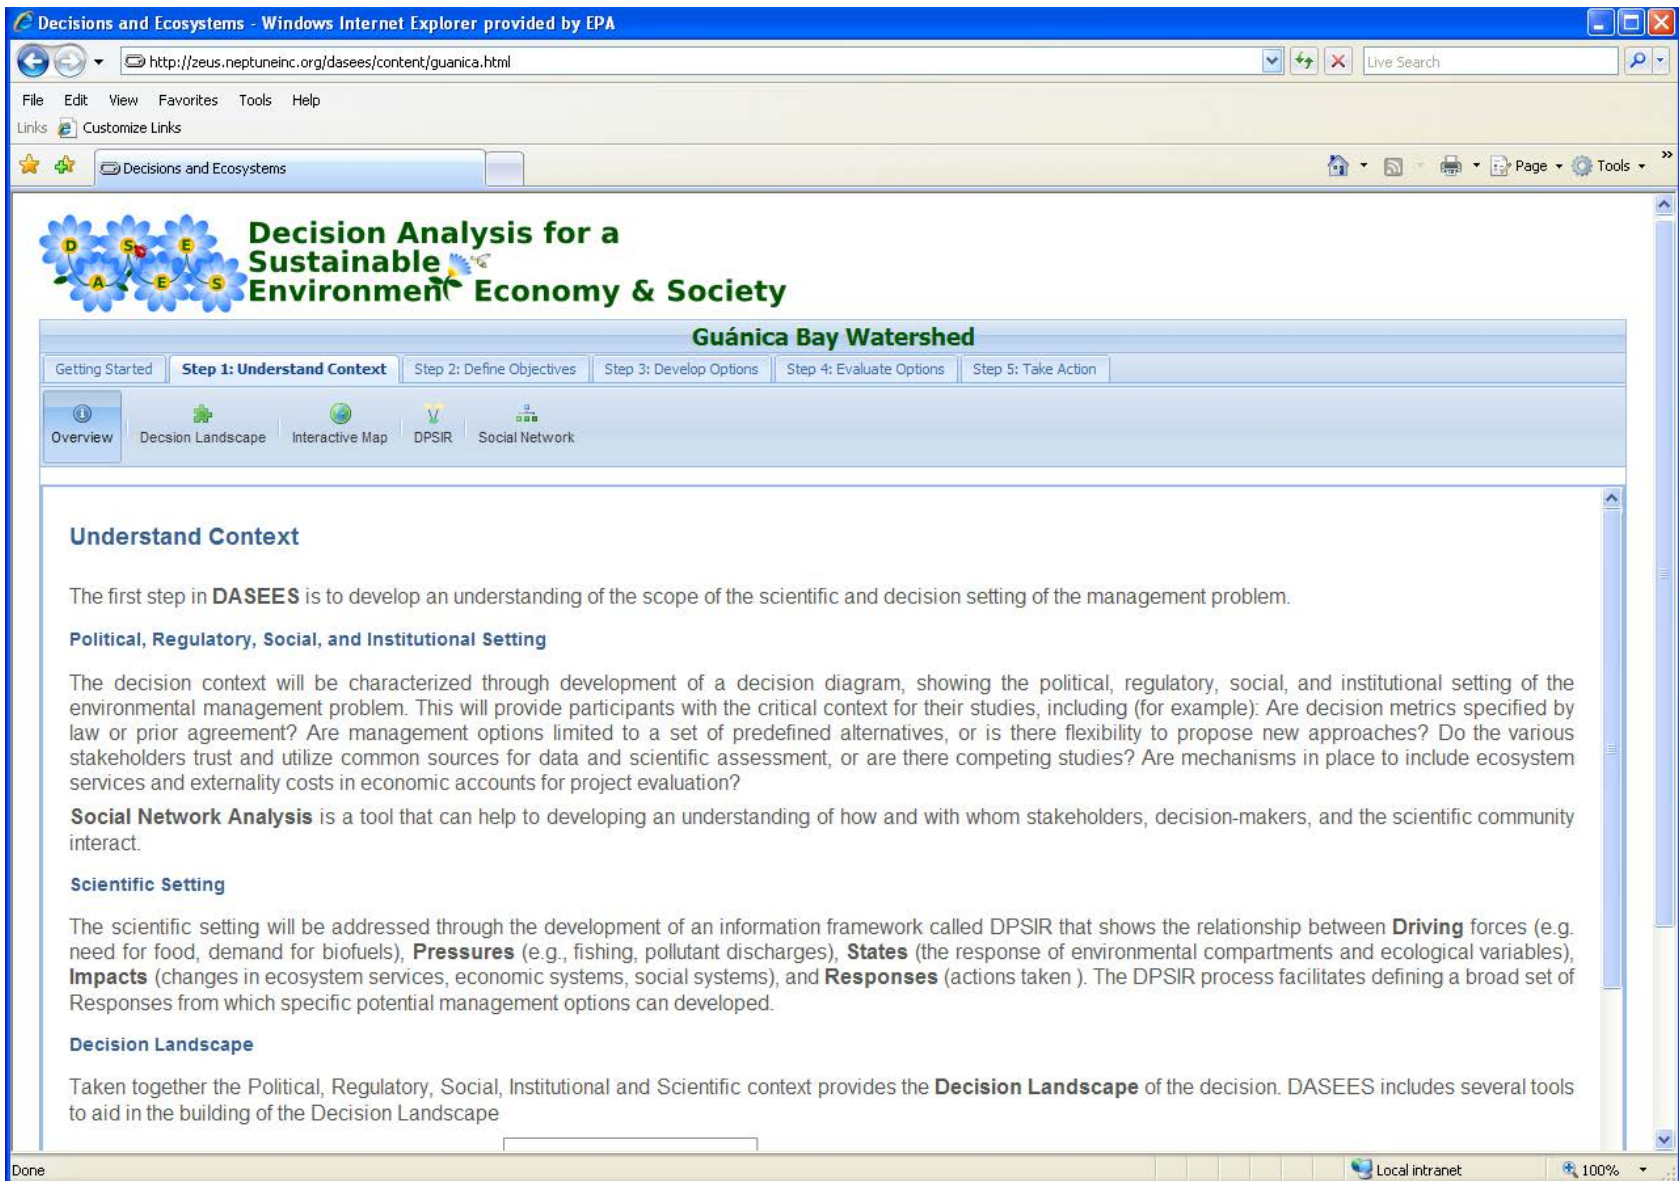 Decisions and Ecosystems - Windows Internet Explorer provided by EPA
http://zeus.neptuneinc.org/dasees/content/guanica.html
Live Search
File Edit View Favorites Tools Help
Links Customize Links
Decisions and Ecosystems
Page Tools »
D S E
A E S
Decision Analysis for a
Sustainable
Environment Economy & Society
Guánica Bay Watershed
Getting Started Step 1: Understand Context Step 2: Define Objectives Step 3: Develop Options Step 4: Evaluate Options Step 5: Take Action
Overview Decsion Landscape Interactive Map DPSIR Social Network
Understand Context
The first step in DASEES is to develop an understanding of the scope of the scientific and decision setting of the management problem.
Political, Regulatory, Social, and Institutional Setting
The decision context will be characterized through development of a decision diagram, showing the political, regulatory, social, and institutional setting of the
environmental management problem. This will provide participants with the critical context for their studies, including (for example): Are decision metrics specified by
law or prior agreement? Are management options limited to a set of predefined alternatives, or is there flexibility to propose new approaches? Do the various
stakeholders trust and utilize common sources for data and scientific assessment, or are there competing studies? Are mechanisms in place to include ecosystem
services and externality costs in economic accounts for project evaluation?
Social Network Analysis is a tool that can help to developing an understanding of how and with whom stakeholders, decision-makers, and the scientific community
interact.
Scientific Setting
The scientific setting will be addressed through the development of an information framework called DPSIR that shows the relationship between Driving forces (e.g.
need for food, demand for biofuels), Pressures (e.g., fishing, pollutant discharges), States (the response of environmental compartments and ecological variables),
Impacts (changes in ecosystem services, economic systems, social systems), and Responses (actions taken ). The DPSIR process facilitates defining a broad set of
Responses from which specific potential management options can developed.
Decision Landscape
Taken together the Political, Regulatory, Social, Institutional and Scientific context provides the Decision Landscape of the decision. DASEES includes several tools
to aid in the building of the Decision Landscape
Done Local intranet 100%